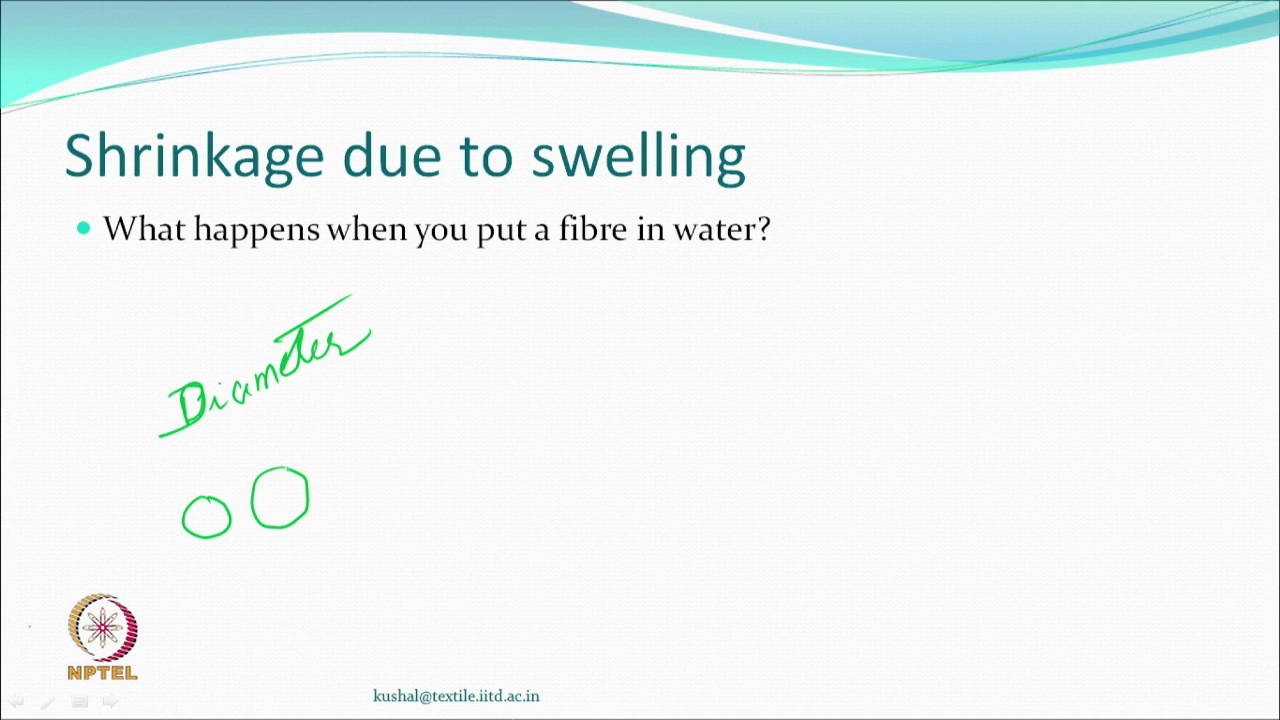 Shrinkage due to swelling
What happens when you put a fibre in water?
Diameter
NPTEL
kushal@textile.iitd.ac.in